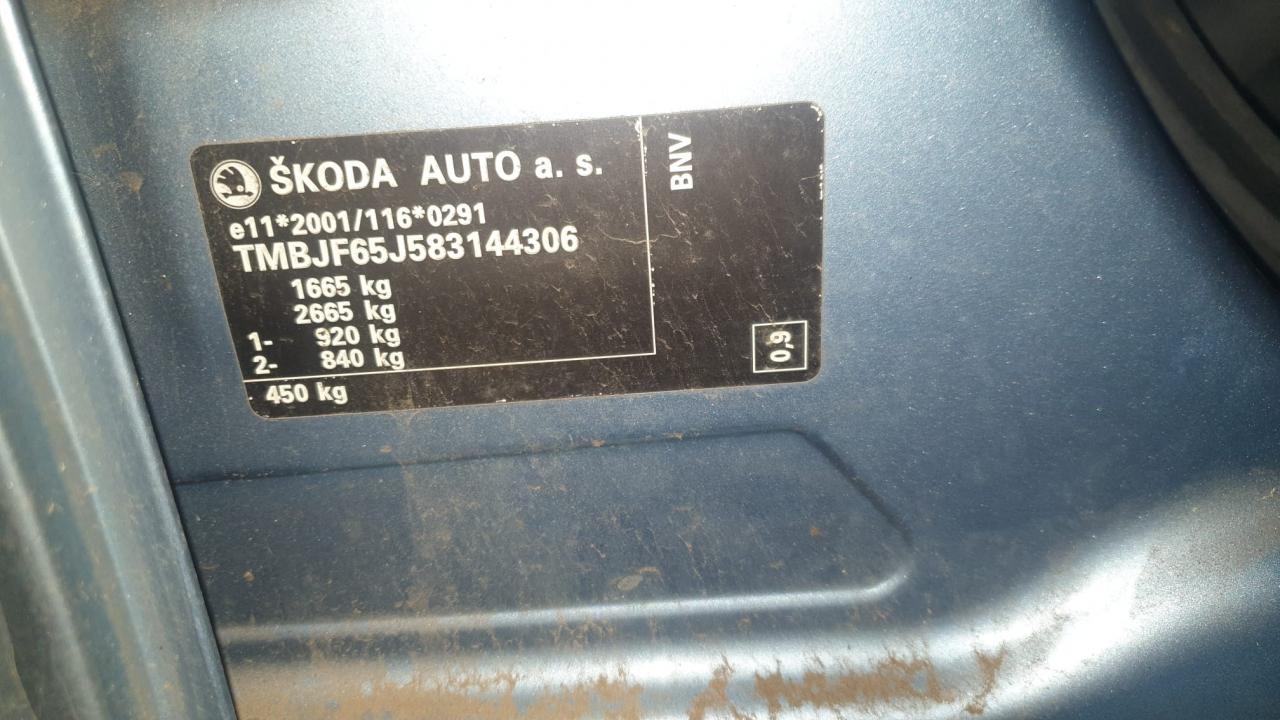 ŠKODA AUTO a. s.
e11*2001/116*0291
TMBJF65J583144306
1665 kg
2665 kg
1- 920 kg
2- 840 kg
450 kg
BNV
0,9